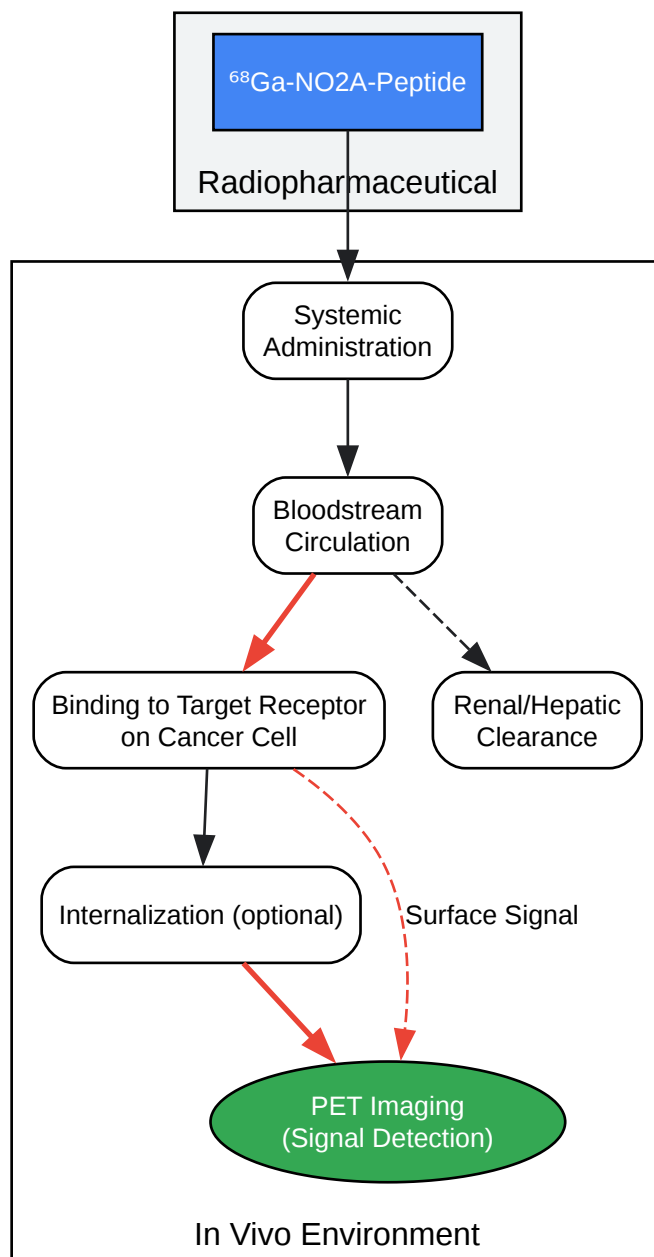 ⁶⁸Ga-NO2A-Peptide
Radiopharmaceutical
Systemic
Administration
Bloodstream
Circulation
Binding to Target Receptor
on Cancer Cell
Renal/Hepatic
Clearance
Internalization (optional)
Surface Signal
PET Imaging
(Signal Detection)
In Vivo Environment